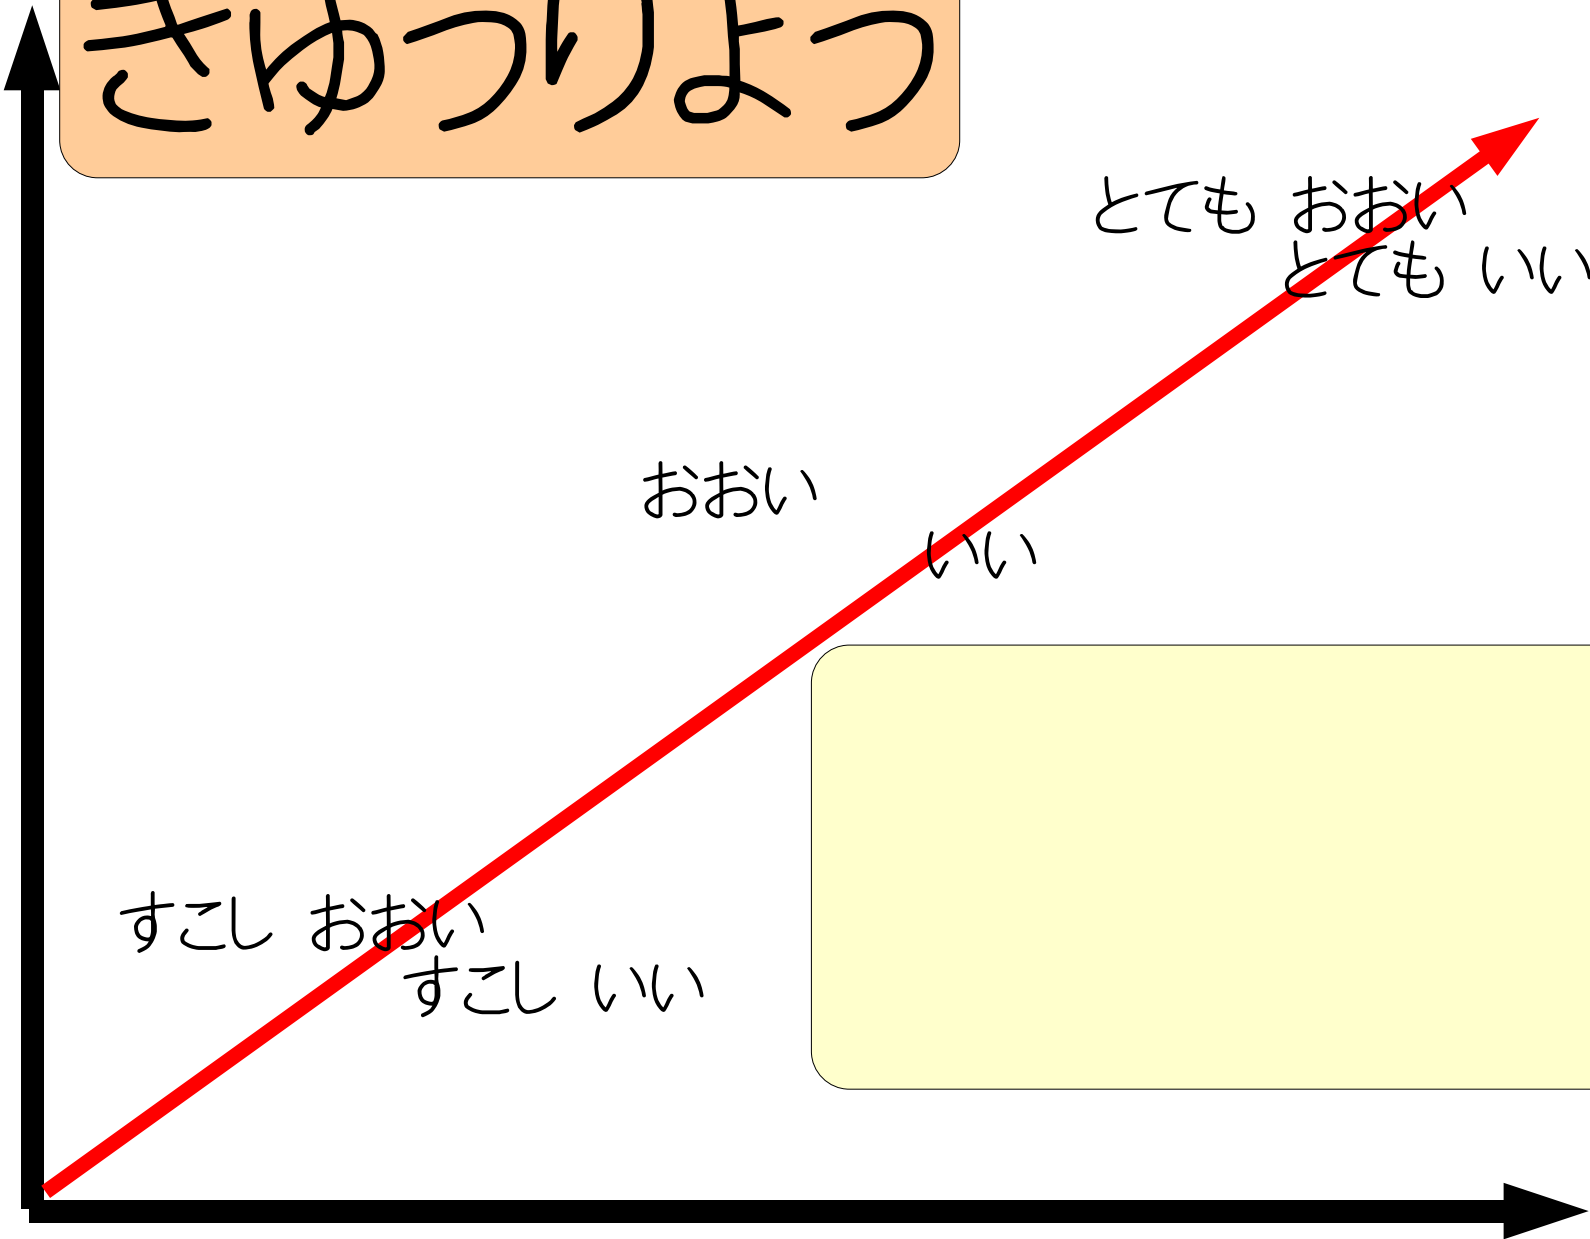 きゅうりょう
とても おおい
とても いい
おおい
いい
すこし おおい
すこし いい